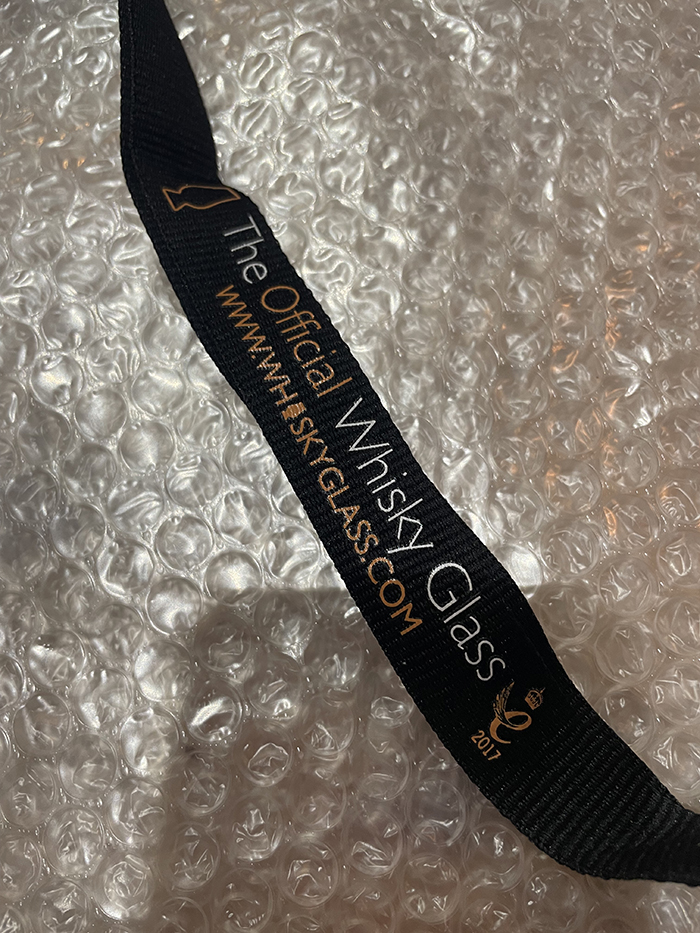 The Official Whisky Glass
WWW.WHISKYGLASS.COM
2017